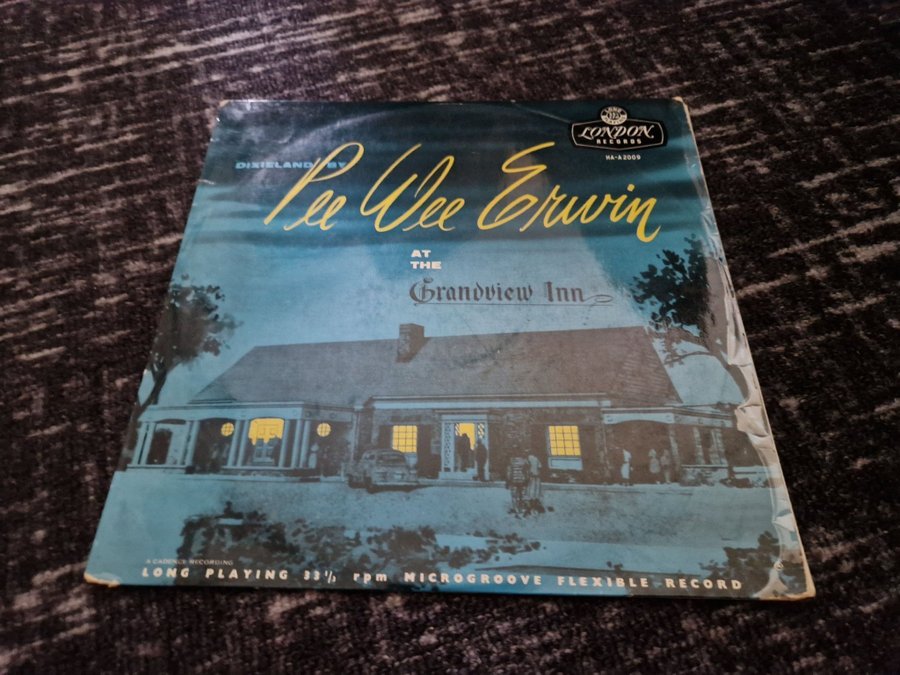 LONDON
RECORDS
HA-A2009
DIXIELAND BY
Pee Wee Erwin
AT
THE
Grandview Inn
A CADENCE RECORDING
LONG PLAYING 33⅓ rpm MICROGROOVE FLEXIBLE RECORD